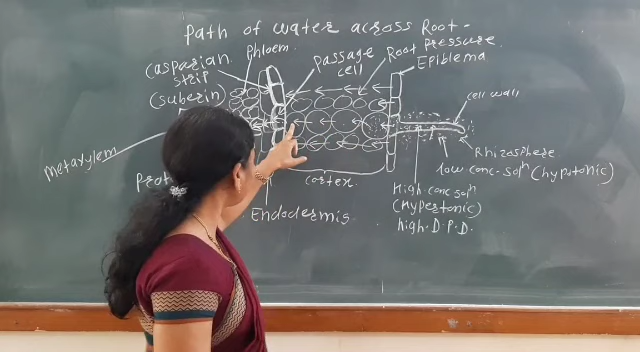 Path of water across Root-
Casparian
strip
(suberin)
Phloem
Passage
cell
Root pressure
Epiblema
cell wall
Rhizosphere
low conc-solⁿ (hypotonic)
High-conc solⁿ
(Hypertonic)
high. D.P.D.
cortex
Endodermis
Metaxylem
Prot